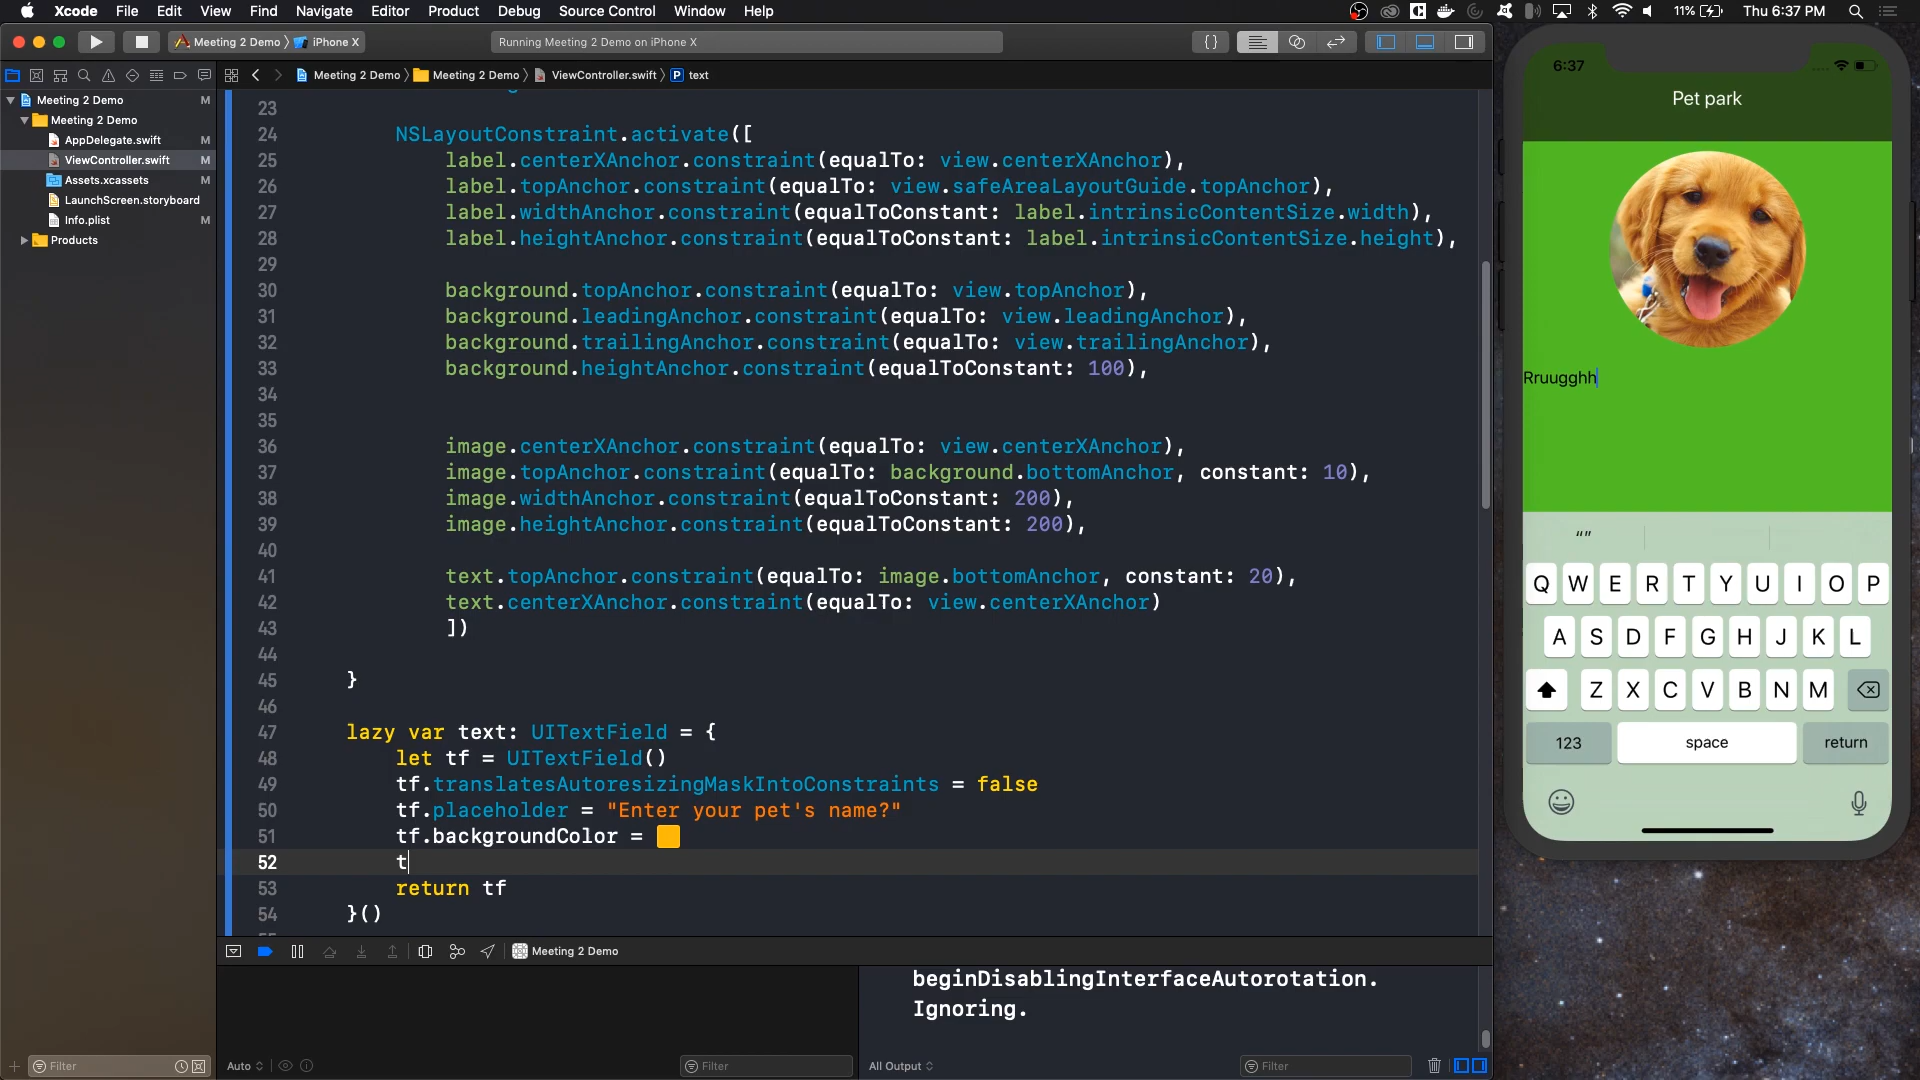 Xcode File Edit View Find Navigate Editor Product Debug Source Control Window Help
11% Thu 6:37 PM
Meeting 2 Demo iPhone X
Running Meeting 2 Demo on iPhone X
{}
Meeting 2 Demo Meeting 2 Demo ViewController.swift P text
Meeting 2 Demo M
Meeting 2 Demo
AppDelegate.swift M
ViewController.swift M
Assets.xcassets M
LaunchScreen.storyboard
Info.plist M
Products
23
24 NSLayoutConstraint.activate([
25 label.centerXAnchor.constraint(equalTo: view.centerXAnchor),
26 label.topAnchor.constraint(equalTo: view.safeAreaLayoutGuide.topAnchor),
27 label.widthAnchor.constraint(equalToConstant: label.intrinsicContentSize.width),
28 label.heightAnchor.constraint(equalToConstant: label.intrinsicContentSize.height),
29
30 background.topAnchor.constraint(equalTo: view.topAnchor),
31 background.leadingAnchor.constraint(equalTo: view.leadingAnchor),
32 background.trailingAnchor.constraint(equalTo: view.trailingAnchor),
33 background.heightAnchor.constraint(equalToConstant: 100),
34
35
36 image.centerXAnchor.constraint(equalTo: view.centerXAnchor),
37 image.topAnchor.constraint(equalTo: background.bottomAnchor, constant: 10),
38 image.widthAnchor.constraint(equalToConstant: 200),
39 image.heightAnchor.constraint(equalToConstant: 200),
40
41 text.topAnchor.constraint(equalTo: image.bottomAnchor, constant: 20),
42 text.centerXAnchor.constraint(equalTo: view.centerXAnchor)
43 ])
44
45 }
46
47 lazy var text: UITextField = {
48 let tf = UITextField()
49 tf.translatesAutoresizingMaskIntoConstraints = false
50 tf.placeholder = "Enter your pet's name?"
51 tf.backgroundColor =
52 t
53 return tf
54 }()
Meeting 2 Demo
beginDisablingInterfaceAutorotation.
Ignoring.
Filter
Auto
Filter
All Output
Filter
6:37
Pet park
Rruugghh
“”
Q W E R T Y U I O P
A S D F G H J K L
Z X C V B N M
123 space return